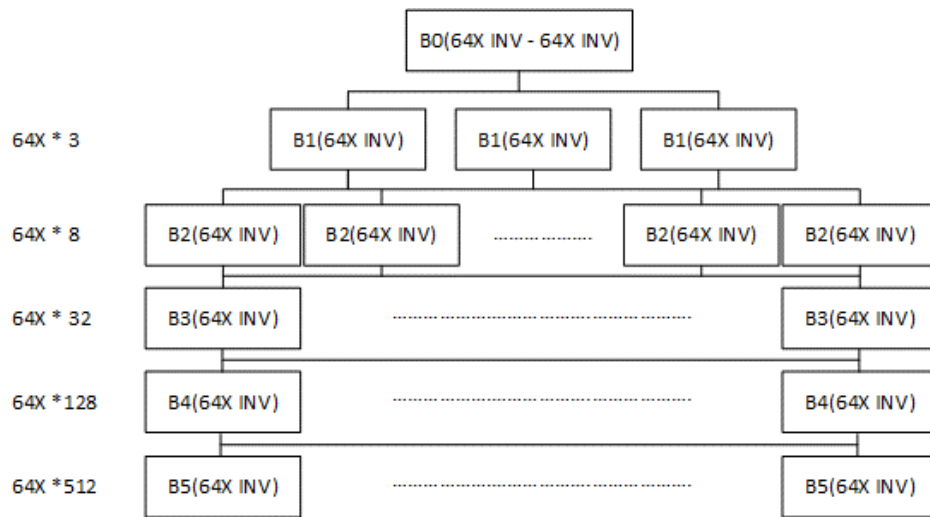 B0(64X INV - 64X INV)
64X * 3 B1(64X INV) B1(64X INV) B1(64X INV)
64X * 8 B2(64X INV) B2(64X INV) .................. B2(64X INV) B2(64X INV)
64X * 32 B3(64X INV) ...................................................... B3(64X INV)
64X *128 B4(64X INV) ...................................................... B4(64X INV)
64X *512 B5(64X INV) ...................................................... B5(64X INV)